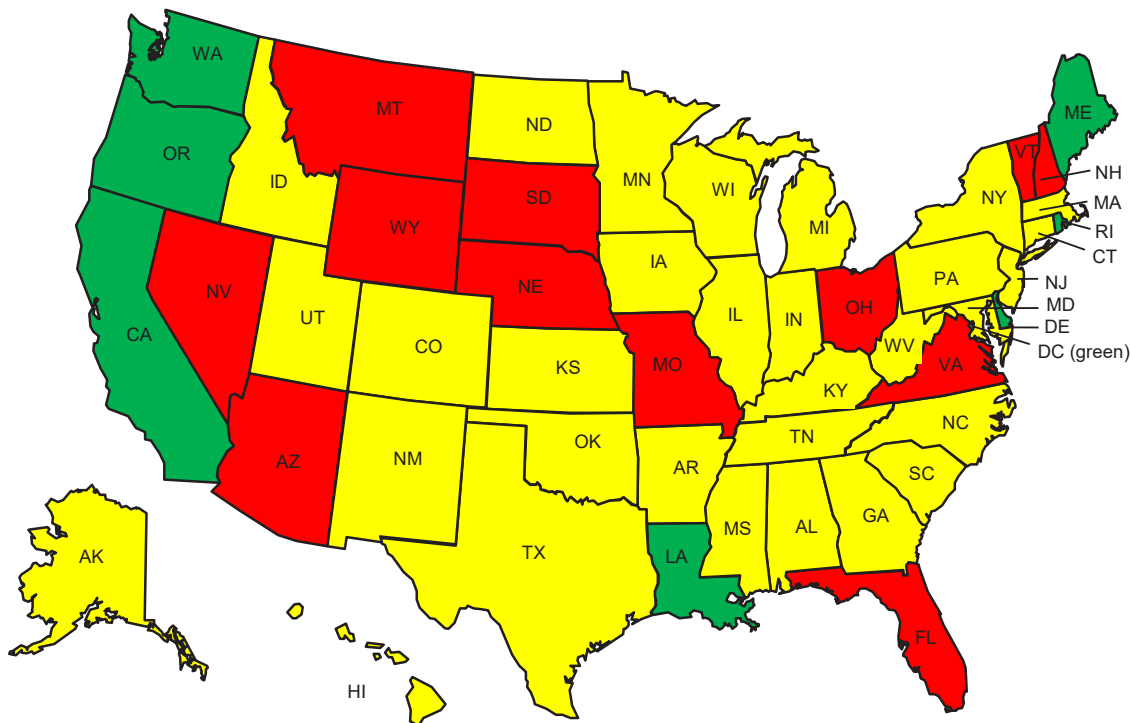 WA
MT
ND
ME
OR
ID
MN
VT
NH
SD
WI
NY
MA
WY
MI
RI
CT
IA
NE
PA
NJ
NV
UT
IL
IN
OH
MD
CA
CO
DE
WV
DC (green)
KS
MO
VA
KY
NC
TN
OK
AZ
NM
AR
SC
MS
AL
GA
TX
AK
LA
FL
HI